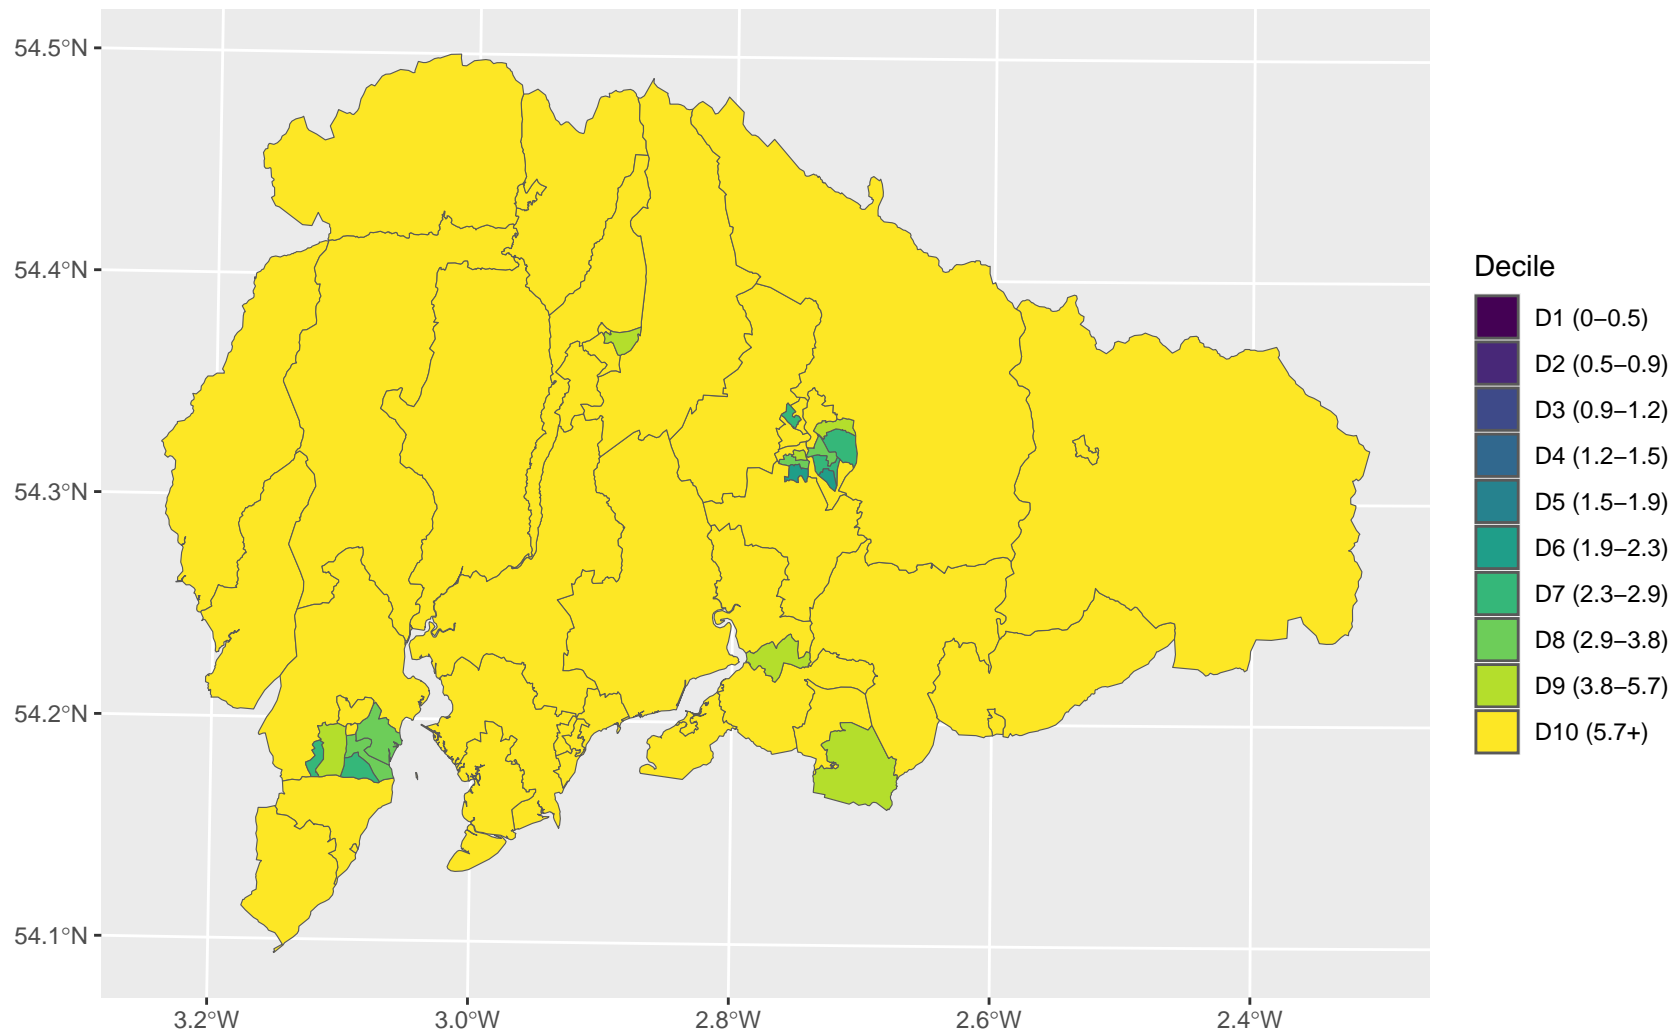 54.5°N
54.4°N
54.3°N
54.2°N
54.1°N
3.2°W
3.0°W
2.8°W
2.6°W
2.4°W
Decile
D1 (0–0.5)
D2 (0.5–0.9)
D3 (0.9–1.2)
D4 (1.2–1.5)
D5 (1.5–1.9)
D6 (1.9–2.3)
D7 (2.3–2.9)
D8 (2.9–3.8)
D9 (3.8–5.7)
D10 (5.7+)